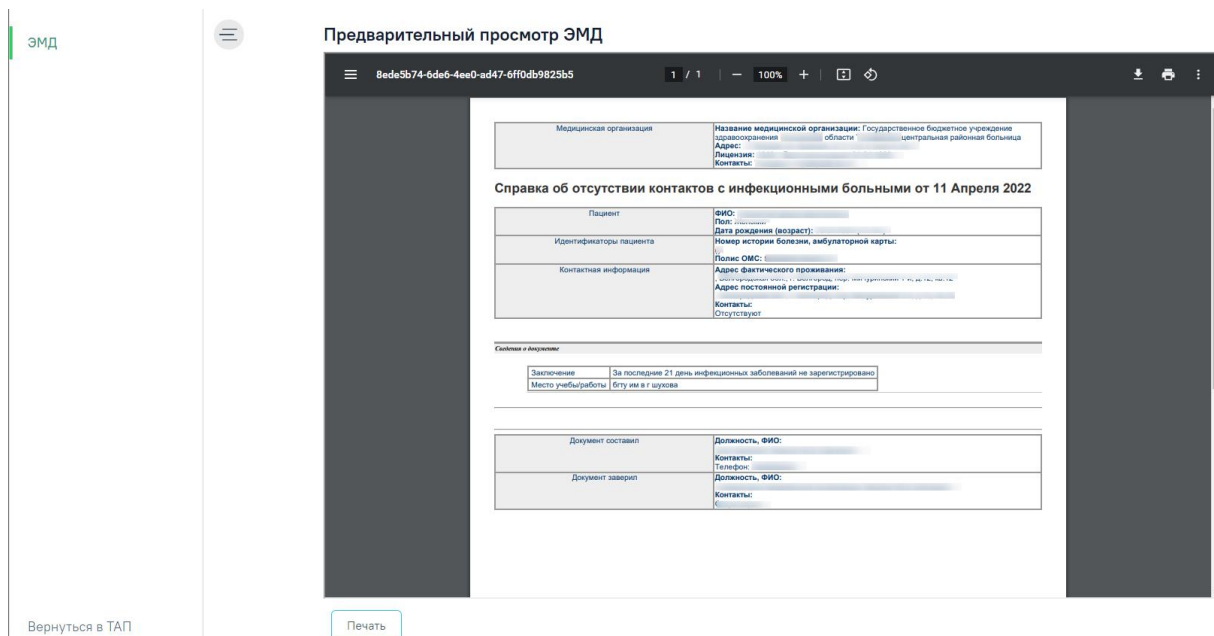 ЭМД
Предварительный просмотр ЭМД
8ede5b74-6de6-4ee0-ad47-6ff0db9825b5
1 / 1
100%
Медицинская организация
Название медицинской организации: Государственное бюджетное учреждение
здравоохранения области центральная районная больница
Адрес:
Лицензия:
Контакты:
Справка об отсутствии контактов с инфекционными больными от 11 Апреля 2022
Пациент
ФИО:
Пол:
Дата рождения (возраст):
Идентификаторы пациента
Номер истории болезни, амбулаторной карты:
Полис ОМС:
Контактная информация
Адрес фактического проживания:
Адрес постоянной регистрации:
Контакты:
Отсутствуют
Сведения о документе
Заключение
За последние 21 день инфекционных заболеваний не зарегистрировано
Место учебы/работы
бгту им в г шухова
Документ составил
Должность, ФИО:
Контакты:
Телефон:
Документ заверил
Должность, ФИО:
Контакты:
Вернуться в ТАП
Печать